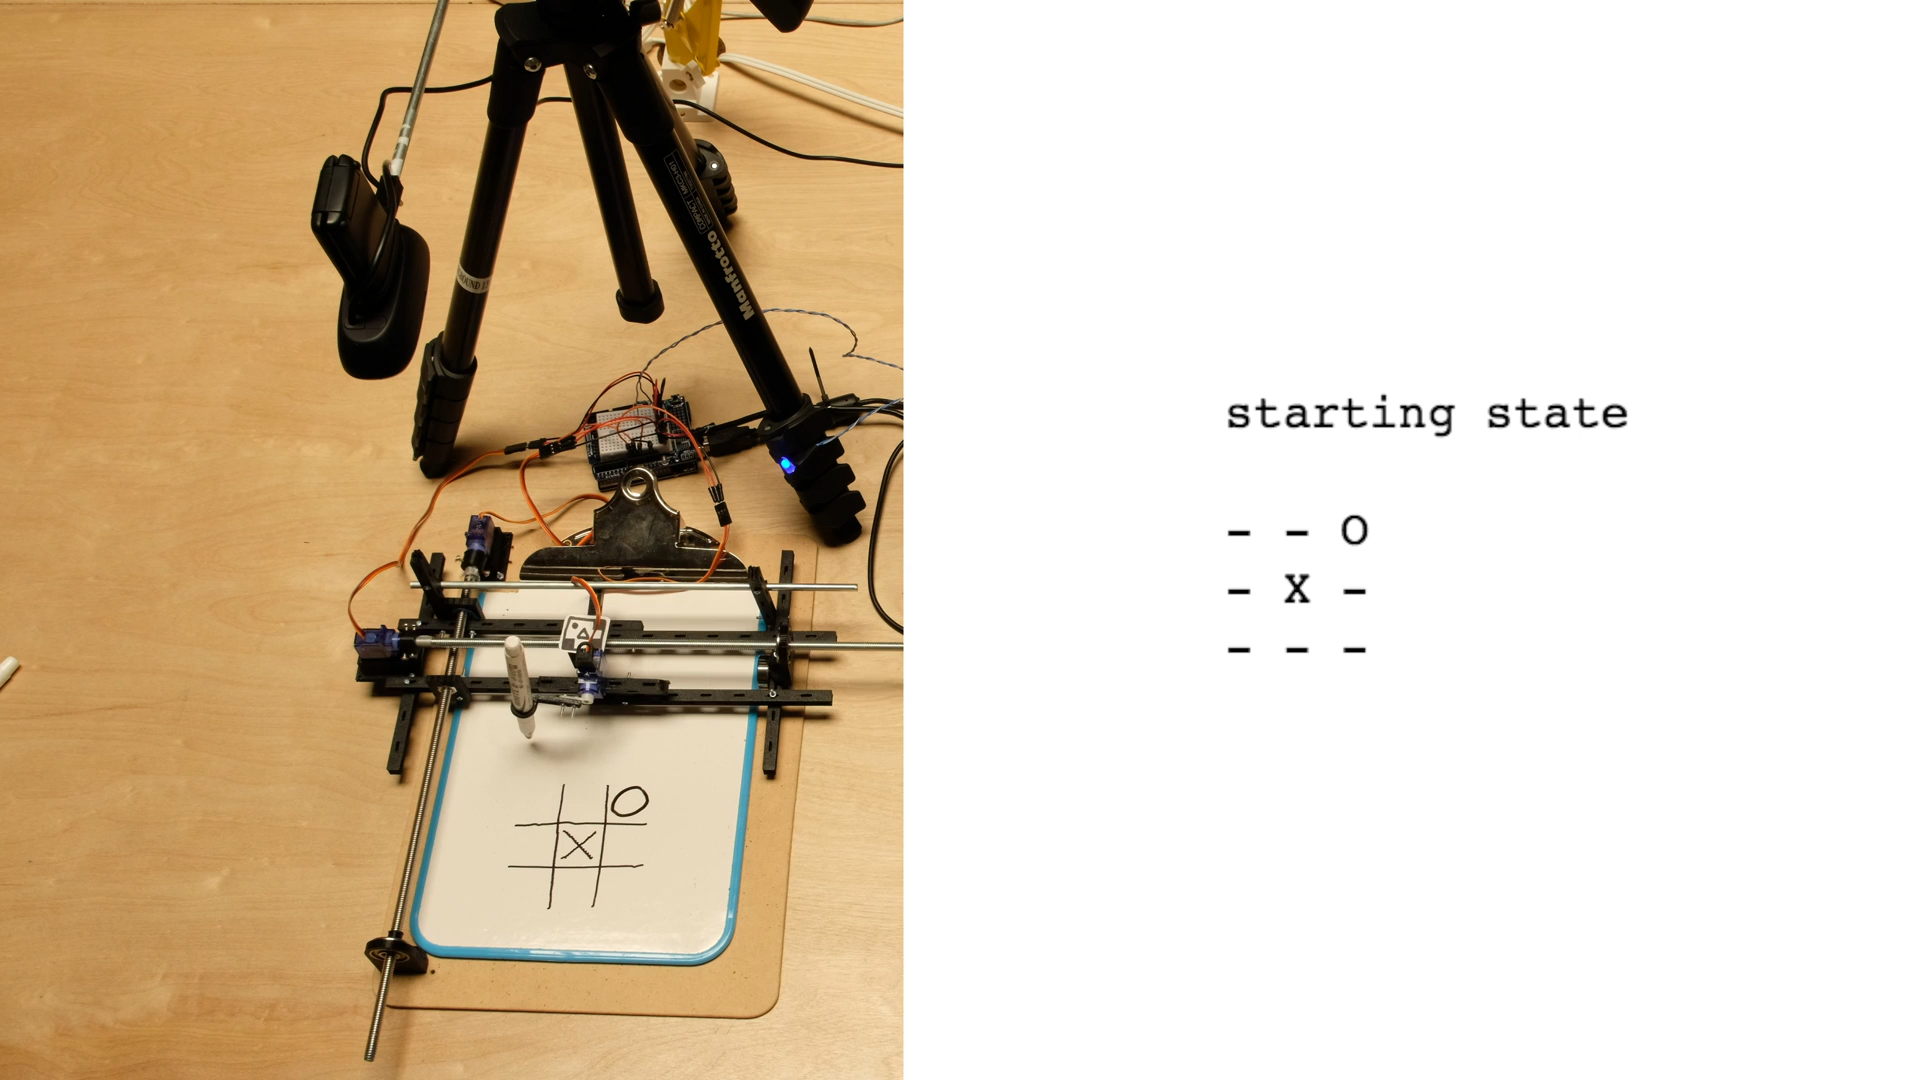 Manfrotto
starting state
- - O
- X -
- - -
O
X